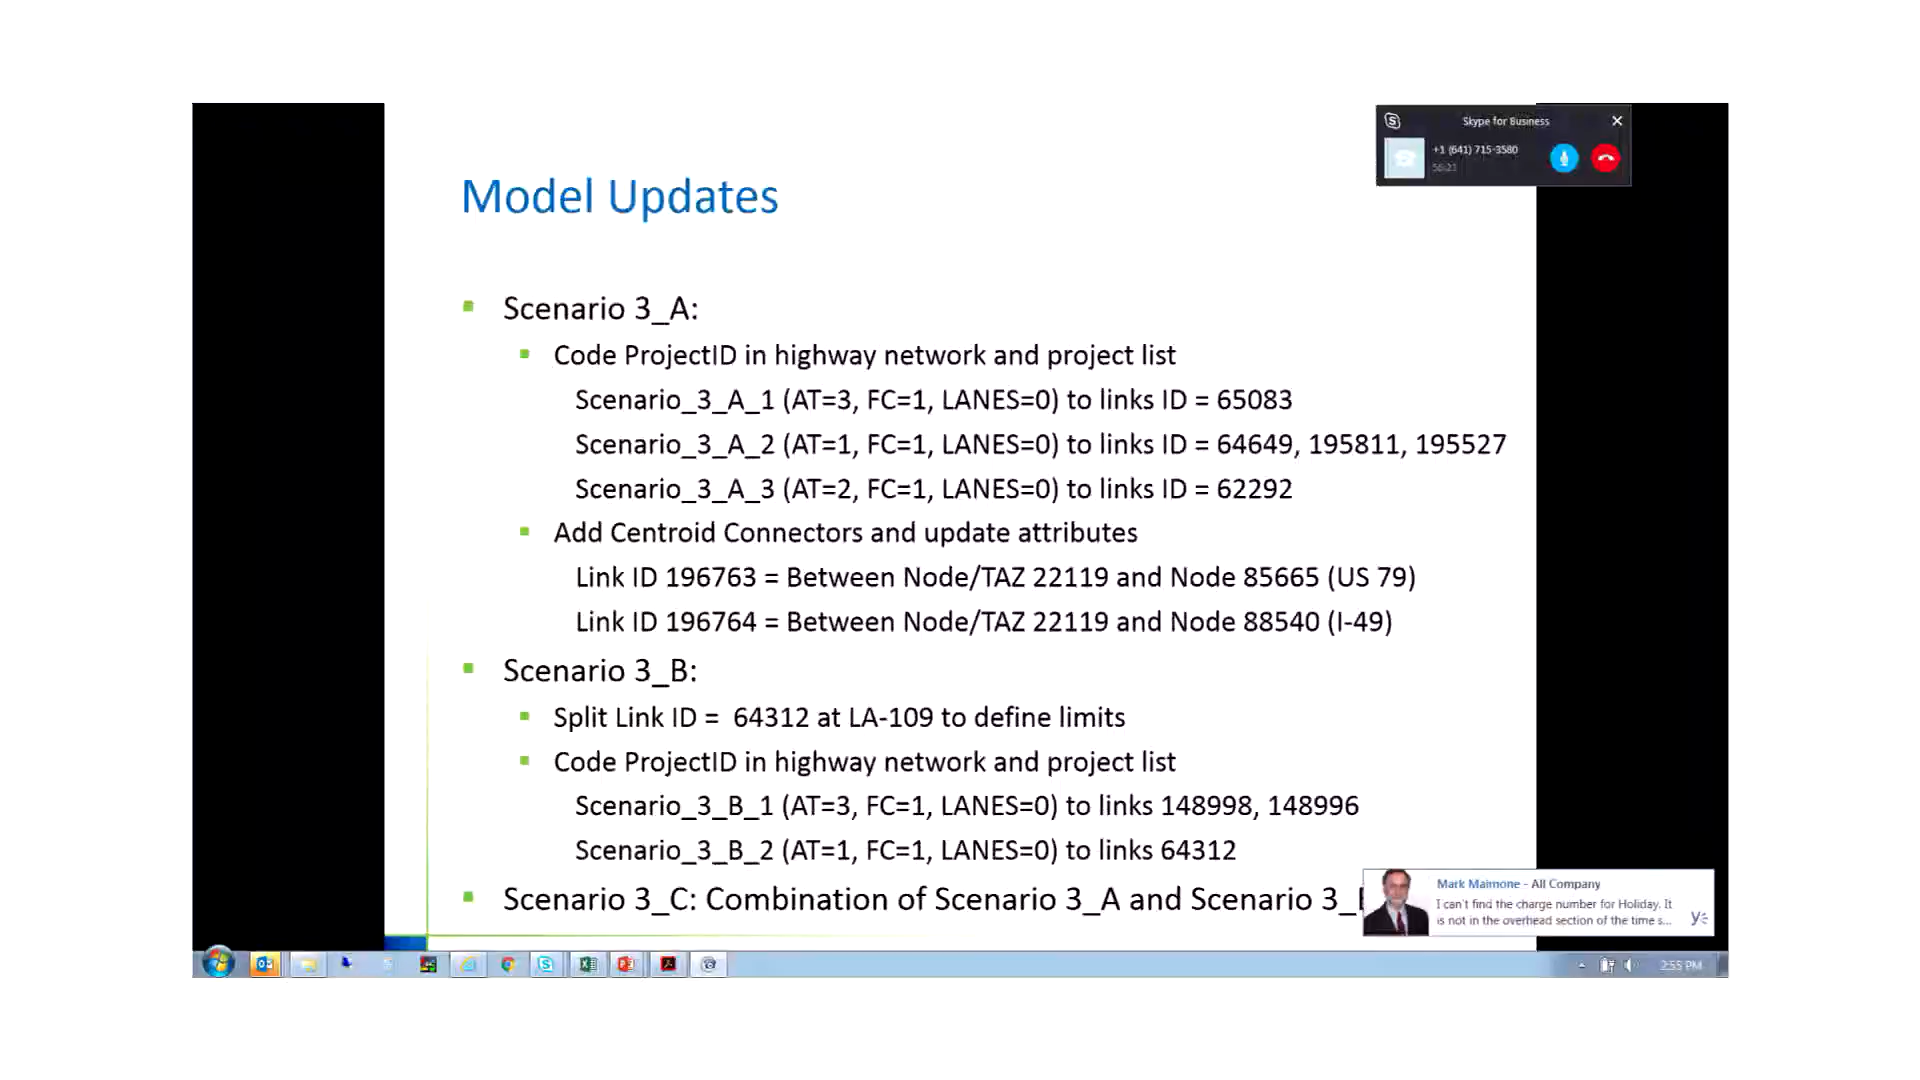 Skype for Business
+1 (641) 715-3580
56:21
Model Updates
Scenario 3_A:
Code ProjectID in highway network and project list
Scenario_3_A_1 (AT=3, FC=1, LANES=0) to links ID = 65083
Scenario_3_A_2 (AT=1, FC=1, LANES=0) to links ID = 64649, 195811, 195527
Scenario_3_A_3 (AT=2, FC=1, LANES=0) to links ID = 62292
Add Centroid Connectors and update attributes
Link ID 196763 = Between Node/TAZ 22119 and Node 85665 (US 79)
Link ID 196764 = Between Node/TAZ 22119 and Node 88540 (I-49)
Scenario 3_B:
Split Link ID =  64312 at LA-109 to define limits
Code ProjectID in highway network and project list
Scenario_3_B_1 (AT=3, FC=1, LANES=0) to links 148998, 148996
Scenario_3_B_2 (AT=1, FC=1, LANES=0) to links 64312
Scenario 3_C: Combination of Scenario 3_A and Scenario 3_
Mark Maimone - All Company
I can't find the charge number for Holiday. It
is not in the overhead section of the time s...
2:55 PM